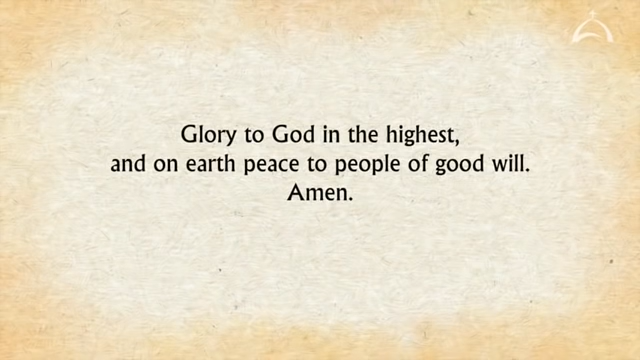 Glory to God in the highest,
and on earth peace to people of good will.
Amen.